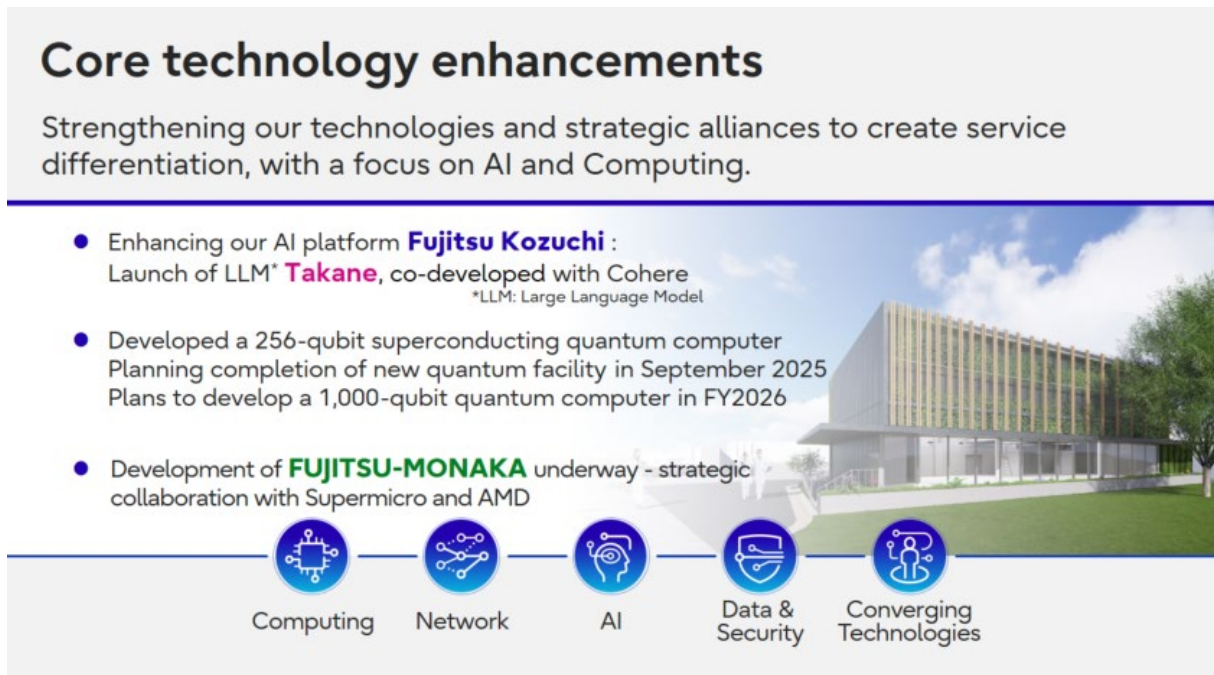 Core technology enhancements
Strengthening our technologies and strategic alliances to create service
differentiation, with a focus on AI and Computing.
● Enhancing our AI platform Fujitsu Kozuchi :
Launch of LLM* Takane, co-developed with Cohere
*LLM: Large Language Model
● Developed a 256-qubit superconducting quantum computer
Planning completion of new quantum facility in September 2025
Plans to develop a 1,000-qubit quantum computer in FY2026
● Development of FUJITSU-MONAKA underway - strategic
collaboration with Supermicro and AMD
Computing
Network
AI
Data &
Security
Converging
Technologies